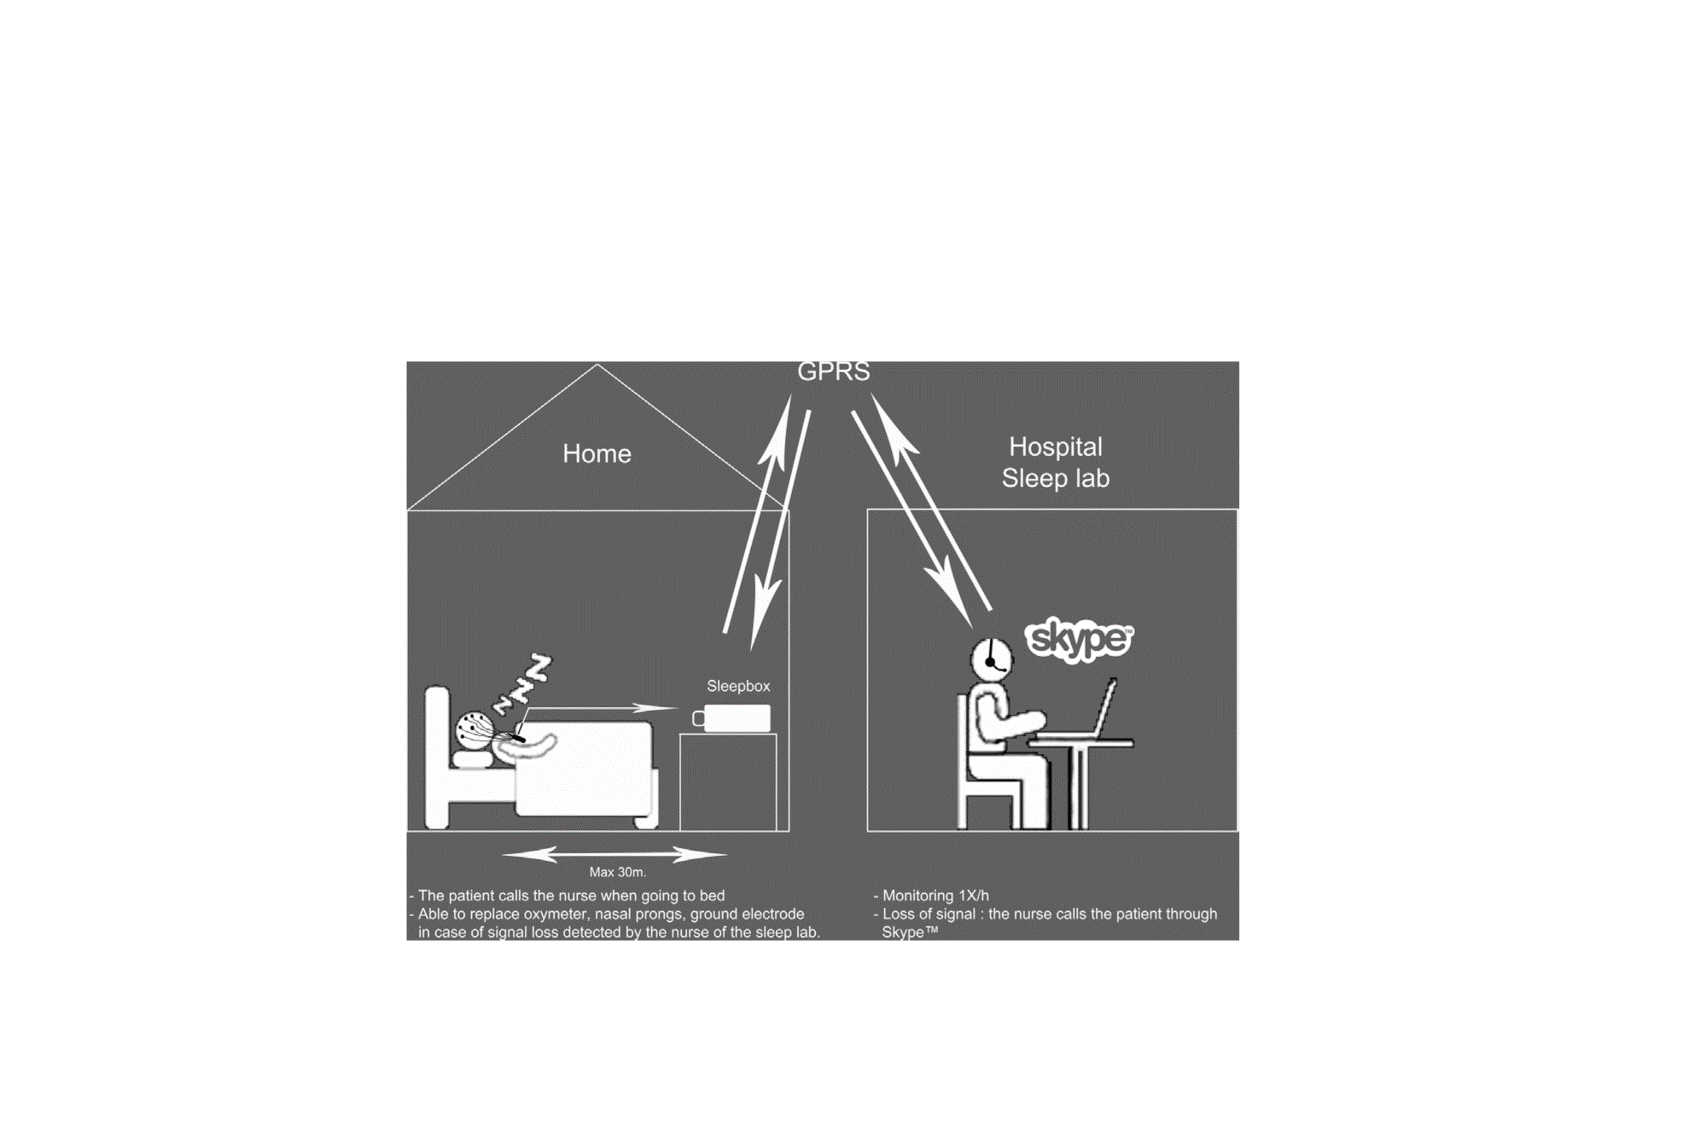 GPRS
Home
Hospital
Sleep lab
zzZZ
skype™
Sleepbox
Max 30m.
- The patient calls the nurse when going to bed
- Able to replace oxymeter, nasal prongs, ground electrode
in case of signal loss detected by the nurse of the sleep lab.
- Monitoring 1X/h
- Loss of signal : the nurse calls the patient through
Skype™